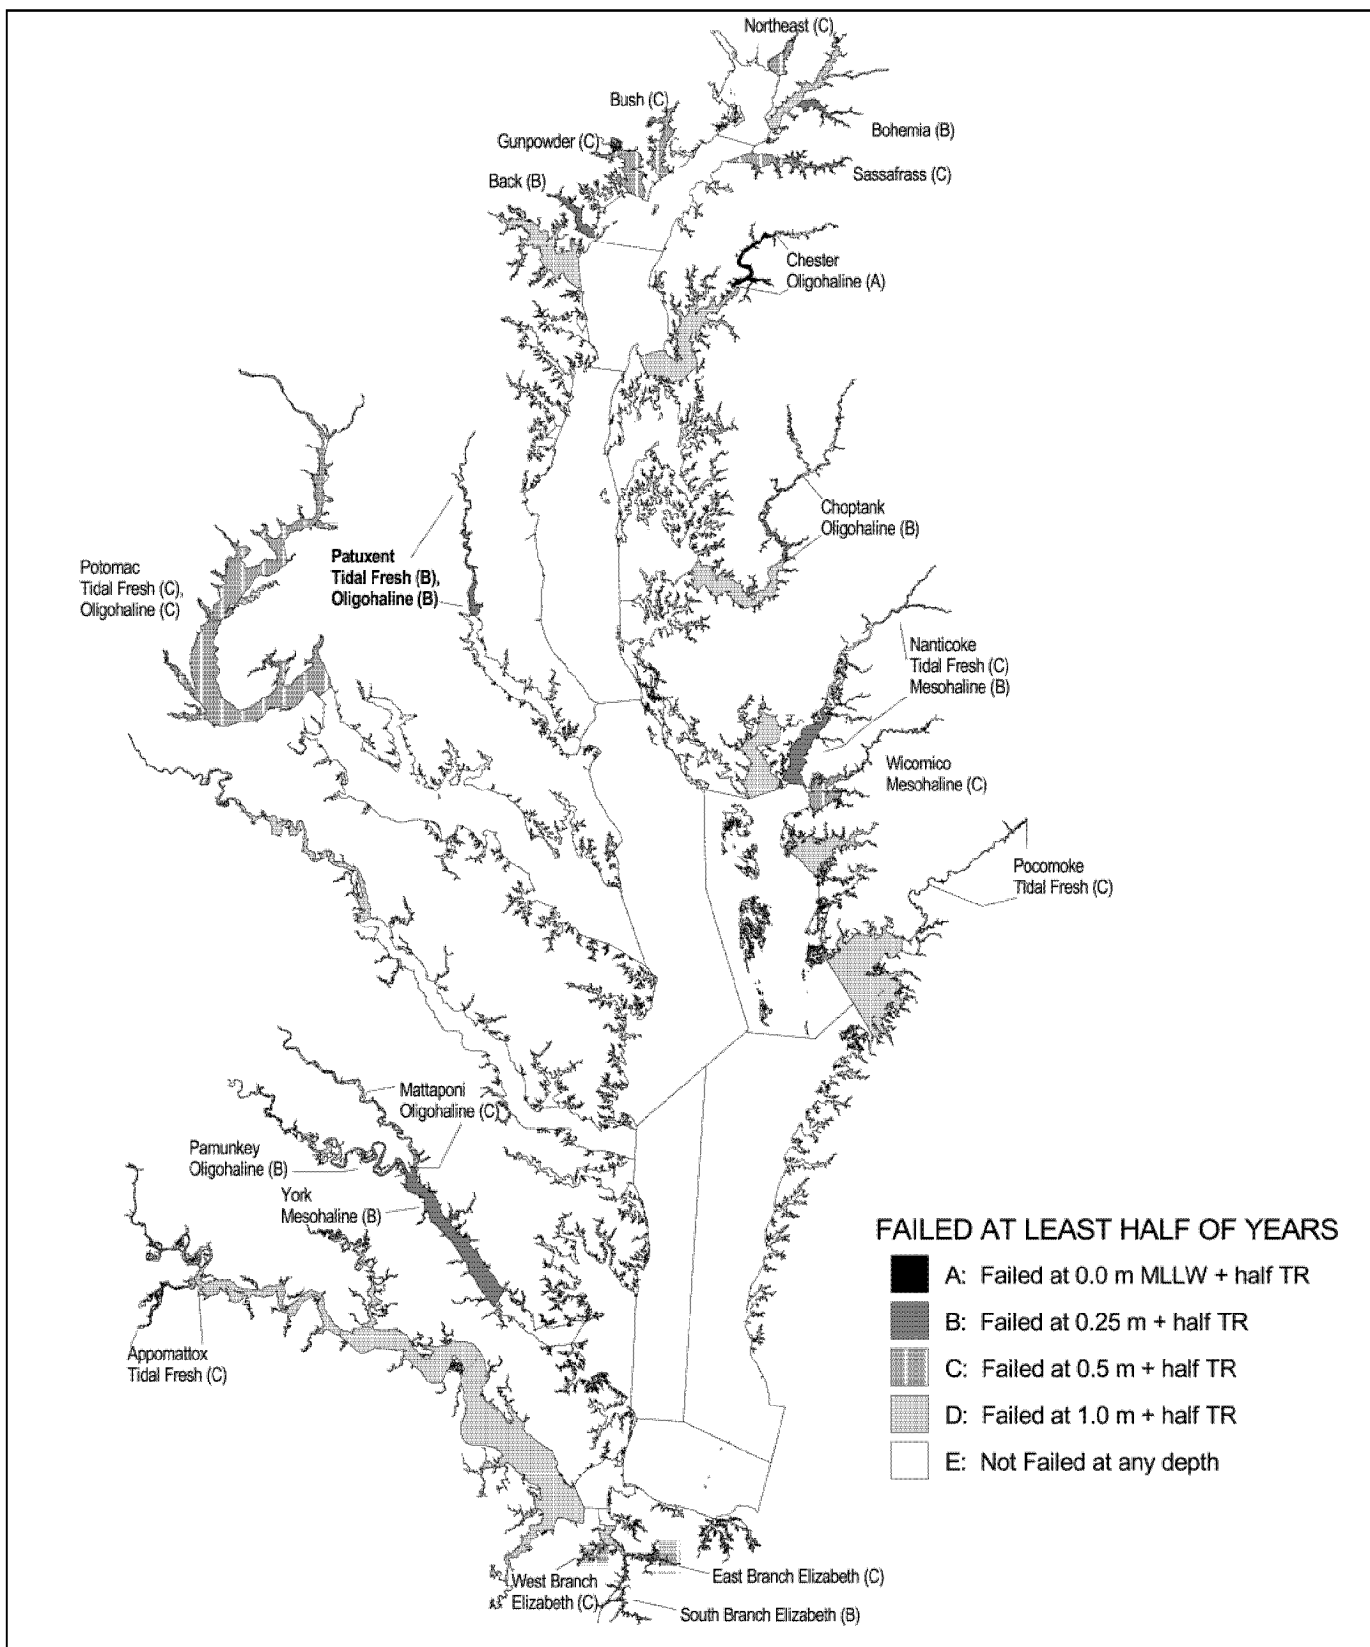 Northeast (C)
Bush (C)
Gunpowder (C)
Bohemia (B)
Sassafrass (C)
Back (B)
Chester
Oligohaline (A)
Choptank
Oligohaline (B)
Patuxent
Tidal Fresh (B),
Oligohaline (B)
Potomac
Tidal Fresh (C),
Oligohaline (C)
Nanticoke
Tidal Fresh (C)
Mesohaline (B)
Wicomico
Mesohaline (C)
Pocomoke
Tidal Fresh (C)
Mattaponi
Oligohaline (C)
Pamunkey
Oligohaline (B)
York
Mesohaline (B)
Appomattox
Tidal Fresh (C)
FAILED AT LEAST HALF OF YEARS
A: Failed at 0.0 m MLLW + half TR
B: Failed at 0.25 m + half TR
C: Failed at 0.5 m + half TR
D: Failed at 1.0 m + half TR
E: Not Failed at any depth
West Branch
Elizabeth (C)
East Branch Elizabeth (C)
South Branch Elizabeth (B)